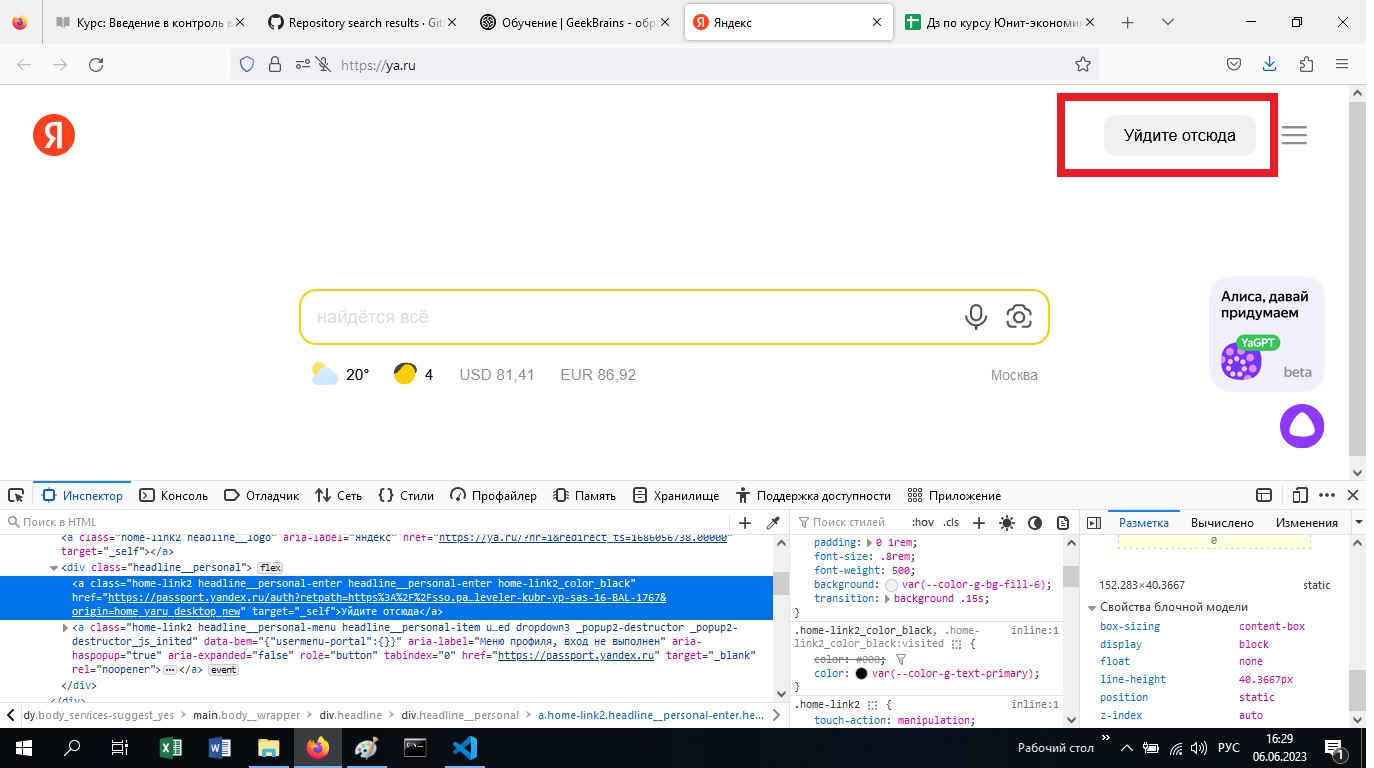 Курс: Введение в контроль в
Repository search results · Git
Обучение | GeekBrains - обра
Яндекс
Дз по курсу Юнит-экономик
https://ya.ru
Я
Уйдите отсюда
найдётся всё
20°
4
USD 81,41
EUR 86,92
Москва
Алиса, давай
придумаем
YaGPT
beta
Инспектор
Консоль
Отладчик
Сеть
Стили
Профайлер
Память
Хранилище
Поддержка доступности
Приложение
Поиск в HTML
<a class="home-link2 headline__logo" aria-label="Яндекс" href="https://ya.ru/?nr=1&redirect_ts=1686056738.00000"
target="_self"></a>
<div class="headline__personal"> flex
<a class="home-link2 headline__personal-enter headline__personal-enter home-link2_color_black"
href="https://passport.yandex.ru/auth?retpath=https%3A%2F%2Fsso.pa…leveler-kubr-yp-sas-16-BAL-1767&
origin=home_yaru_desktop_new" target="_self">Уйдите отсюда</a>
<a class="home-link2 headline__personal-menu headline__personal-item u…ed dropdown3 _popup2-destructor _popup2-
destructor_js_inited" data-bem="{"usermenu-portal":{}}" aria-label="Меню профиля, вход не выполнен" aria-
haspopup="true" aria-expanded="false" role="button" tabindex="0" href="https://passport.yandex.ru" target="_blank"
rel="noopener">…</a> event
</div>
</div>
dy.body_services-suggest_yes > main.body__wrapper > div.headline > div.headline__personal > a.home-link2.headline__personal-enter.he…
Поиск стилей
:hov .cls
padding: 0 1rem;
font-size: .8rem;
font-weight: 500;
background: var(--color-g-bg-fill-6);
transition: background .15s;
}
.home-link2_color_black, .home- inline:1
link2_color_black:visited {
color: #000;
color: var(--color-g-text-primary);
}
.home-link2 { inline:1
touch-action: manipulation;
Разметка
Вычислено
Изменения
0
152.283×40.3667 static
Свойства блочной модели
box-sizing content-box
display block
float none
line-height 40.3667px
position static
z-index auto
Рабочий стол
РУС
16:29
06.06.2023
1